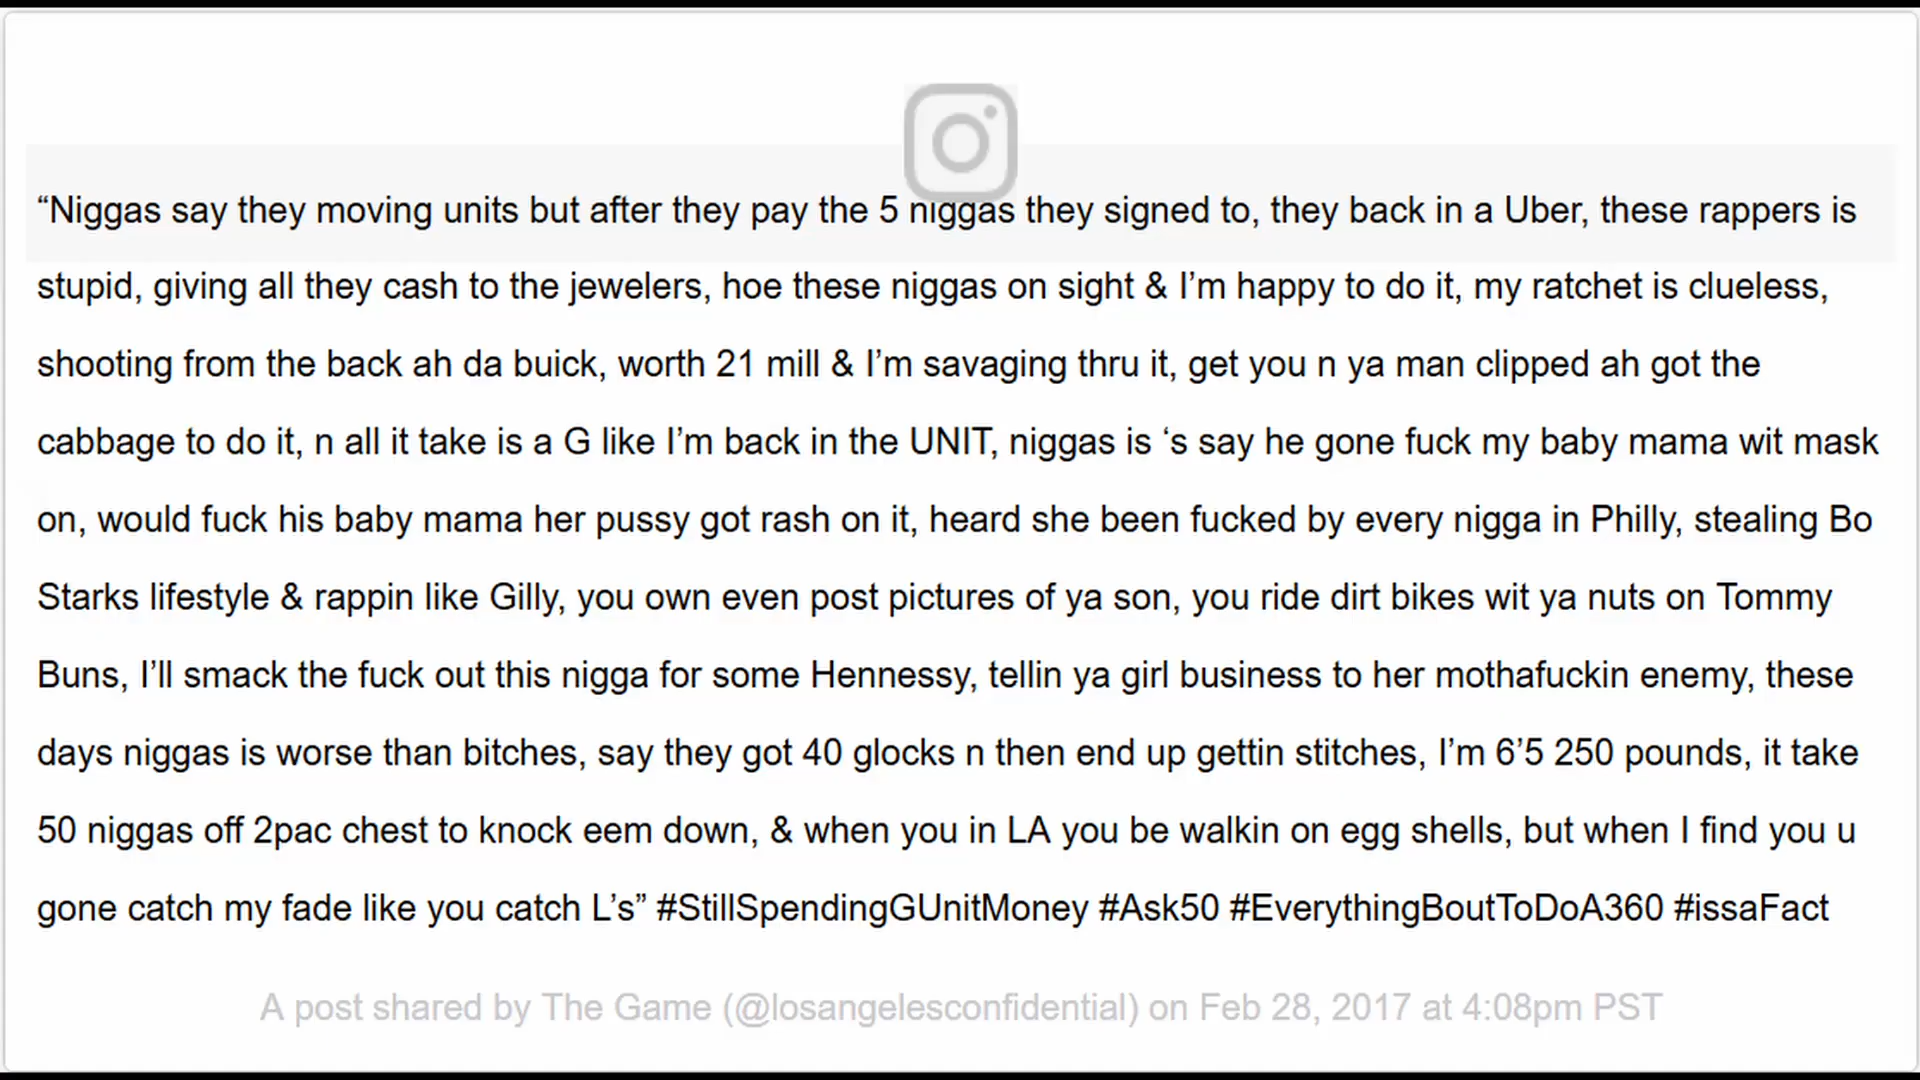 “Niggas say they moving units but after they pay the 5 niggas they signed to, they back in a Uber, these rappers is
stupid, giving all they cash to the jewelers, hoe these niggas on sight & I’m happy to do it, my ratchet is clueless,
shooting from the back ah da buick, worth 21 mill & I’m savaging thru it, get you n ya man clipped ah got the
cabbage to do it, n all it take is a G like I’m back in the UNIT, niggas is ‘s say he gone fuck my baby mama wit mask
on, would fuck his baby mama her pussy got rash on it, heard she been fucked by every nigga in Philly, stealing Bo
Starks lifestyle & rappin like Gilly, you own even post pictures of ya son, you ride dirt bikes wit ya nuts on Tommy
Buns, I’ll smack the fuck out this nigga for some Hennessy, tellin ya girl business to her mothafuckin enemy, these
days niggas is worse than bitches, say they got 40 glocks n then end up gettin stitches, I’m 6’5 250 pounds, it take
50 niggas off 2pac chest to knock eem down, & when you in LA you be walkin on egg shells, but when I find you u
gone catch my fade like you catch L’s” #StillSpendingGUnitMoney #Ask50 #EverythingBoutToDoA360 #issaFact
A post shared by The Game (@losangelesconfidential) on Feb 28, 2017 at 4:08pm PST